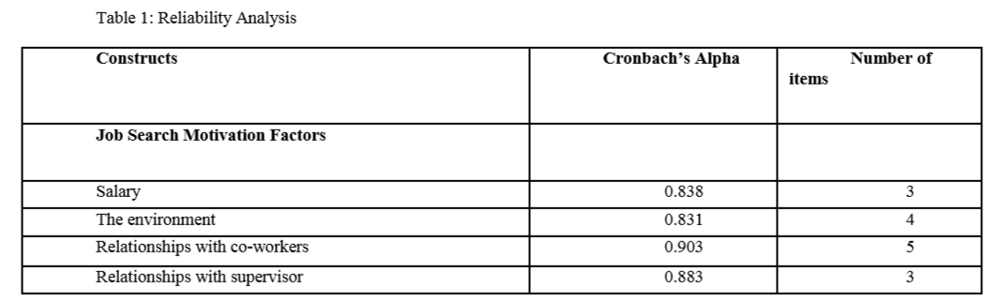 Table 1: Reliability Analysis
Constructs Cronbach’s Alpha Number of
items
Job Search Motivation Factors
Salary 0.838 3
The environment 0.831 4
Relationships with co-workers 0.903 5
Relationships with supervisor 0.883 3